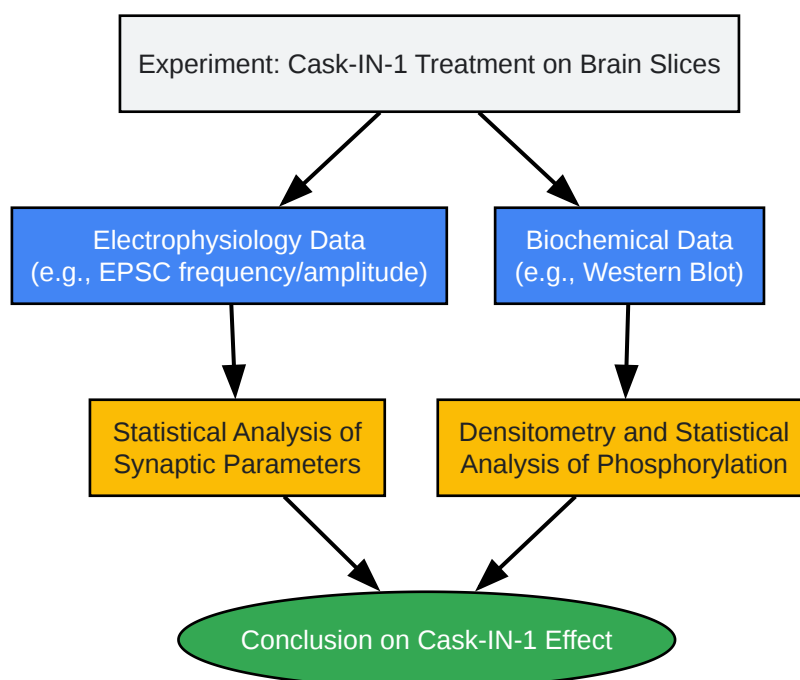 Experiment: Cask-IN-1 Treatment on Brain Slices
Electrophysiology Data
(e.g., EPSC frequency/amplitude)
Biochemical Data
(e.g., Western Blot)
Statistical Analysis of
Synaptic Parameters
Densitometry and Statistical
Analysis of Phosphorylation
Conclusion on Cask-IN-1 Effect